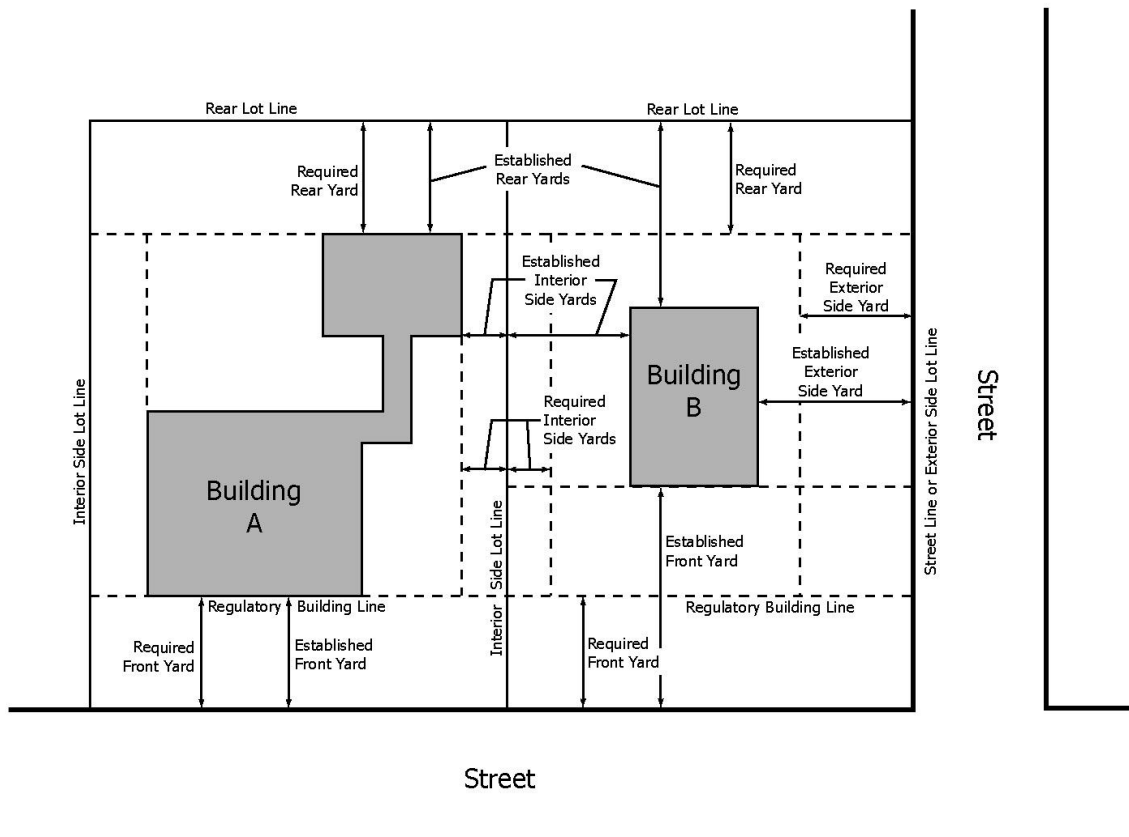 Rear Lot Line
Rear Lot Line
Required
Rear Yard
Established
Rear Yards
Required
Rear Yard
Established
Interior
Side Yards
Required
Exterior
Side Yard
Established
Exterior
Side Yard
Building
B
Required
Interior
Side Yards
Interior Side Lot Line
Building
A
Interior Side Lot Line
Street Line or Exterior Side Lot Line
Street
Established
Front Yard
Regulatory Building Line
Regulatory Building Line
Required
Front Yard
Established
Front Yard
Required
Front Yard
Street